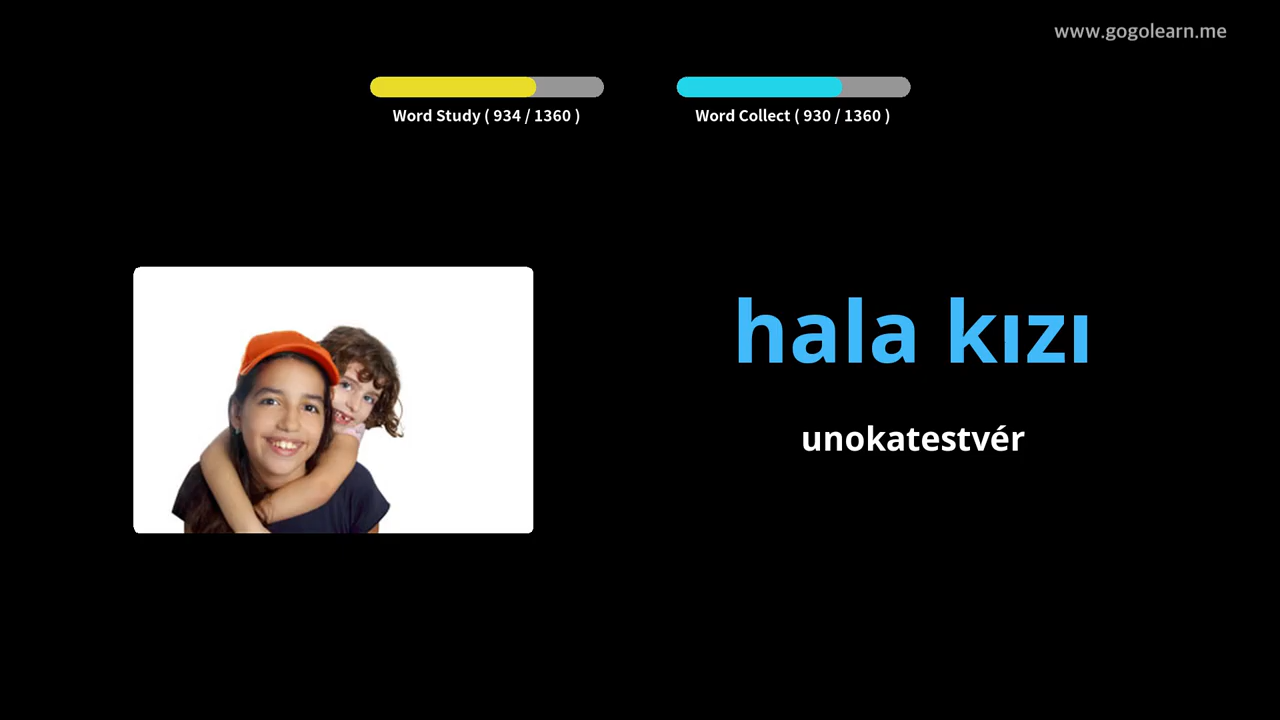 www.gogolearn.me
Word Study ( 934 / 1360 )
Word Collect ( 930 / 1360 )
hala kızı
unokatestvér